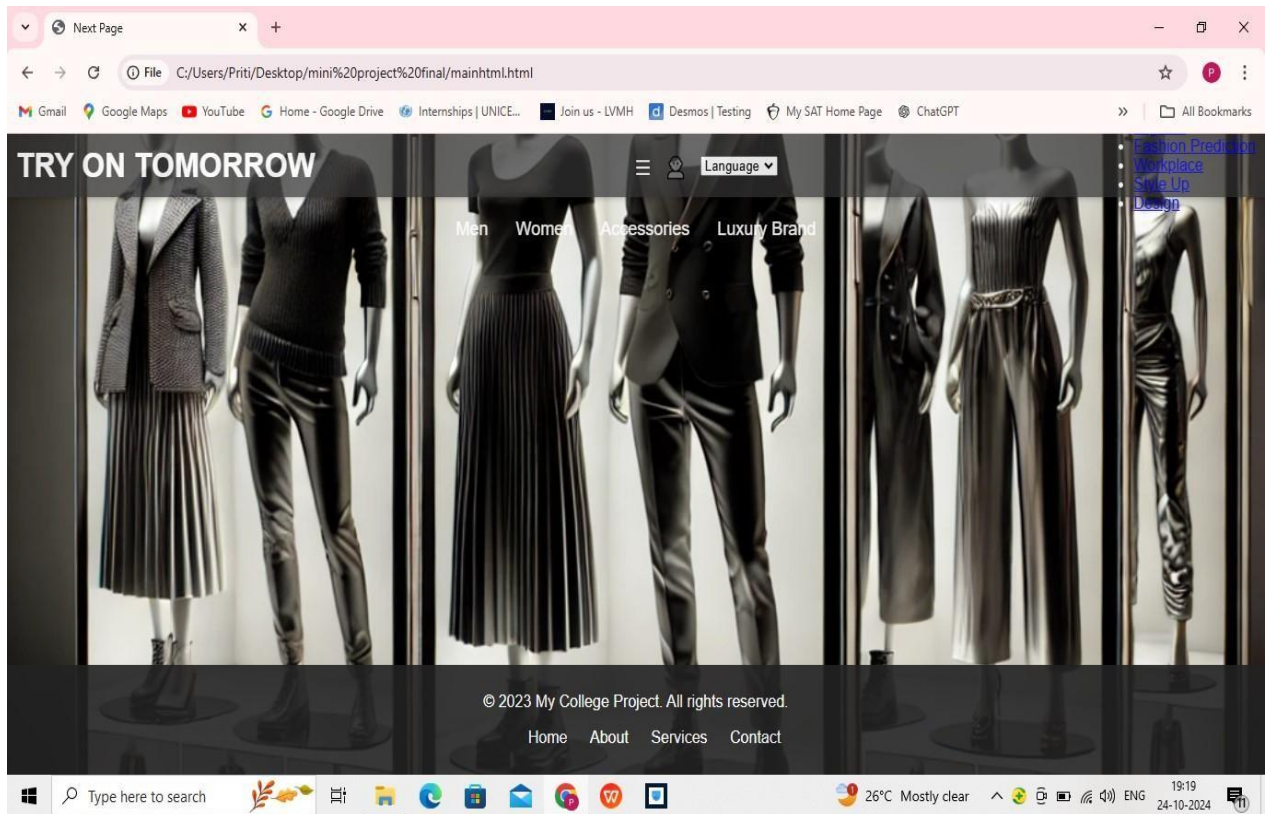 Next Page
File C:/Users/Priti/Desktop/mini%20project%20final/mainhtml.html P
Gmail Google Maps YouTube Home - Google Drive Internships | UNICE... Join us - LVMH Desmos | Testing My SAT Home Page ChatGPT » All Bookmarks
TRY ON TOMORROW Language
Fashion Prediction
Workplace
Style Up
Design
Men Women Accessories Luxury Brand
© 2023 My College Project. All rights reserved.
Home About Services Contact
Type here to search 26°C Mostly clear ENG 19:19
24-10-2024 11